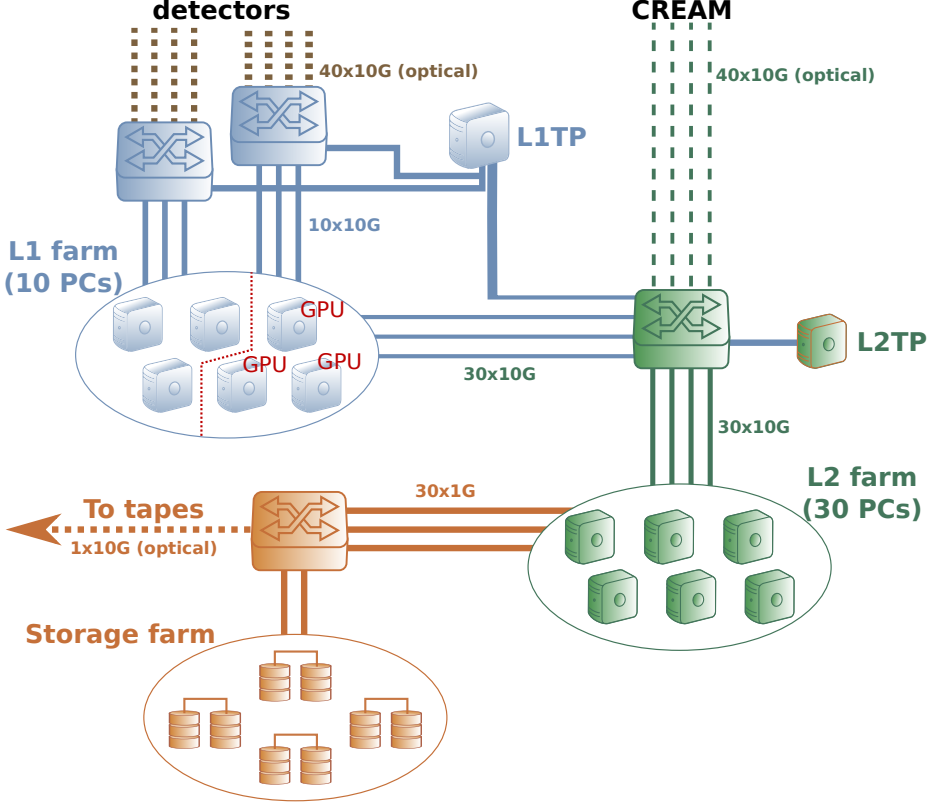 detectors
CREAM
40x10G (optical)
40x10G (optical)
L1TP
10x10G
L1 farm
(10 PCs)
GPU
GPU
GPU
30x10G
L2TP
30x10G
L2 farm
(30 PCs)
30x1G
To tapes
1x10G (optical)
Storage farm